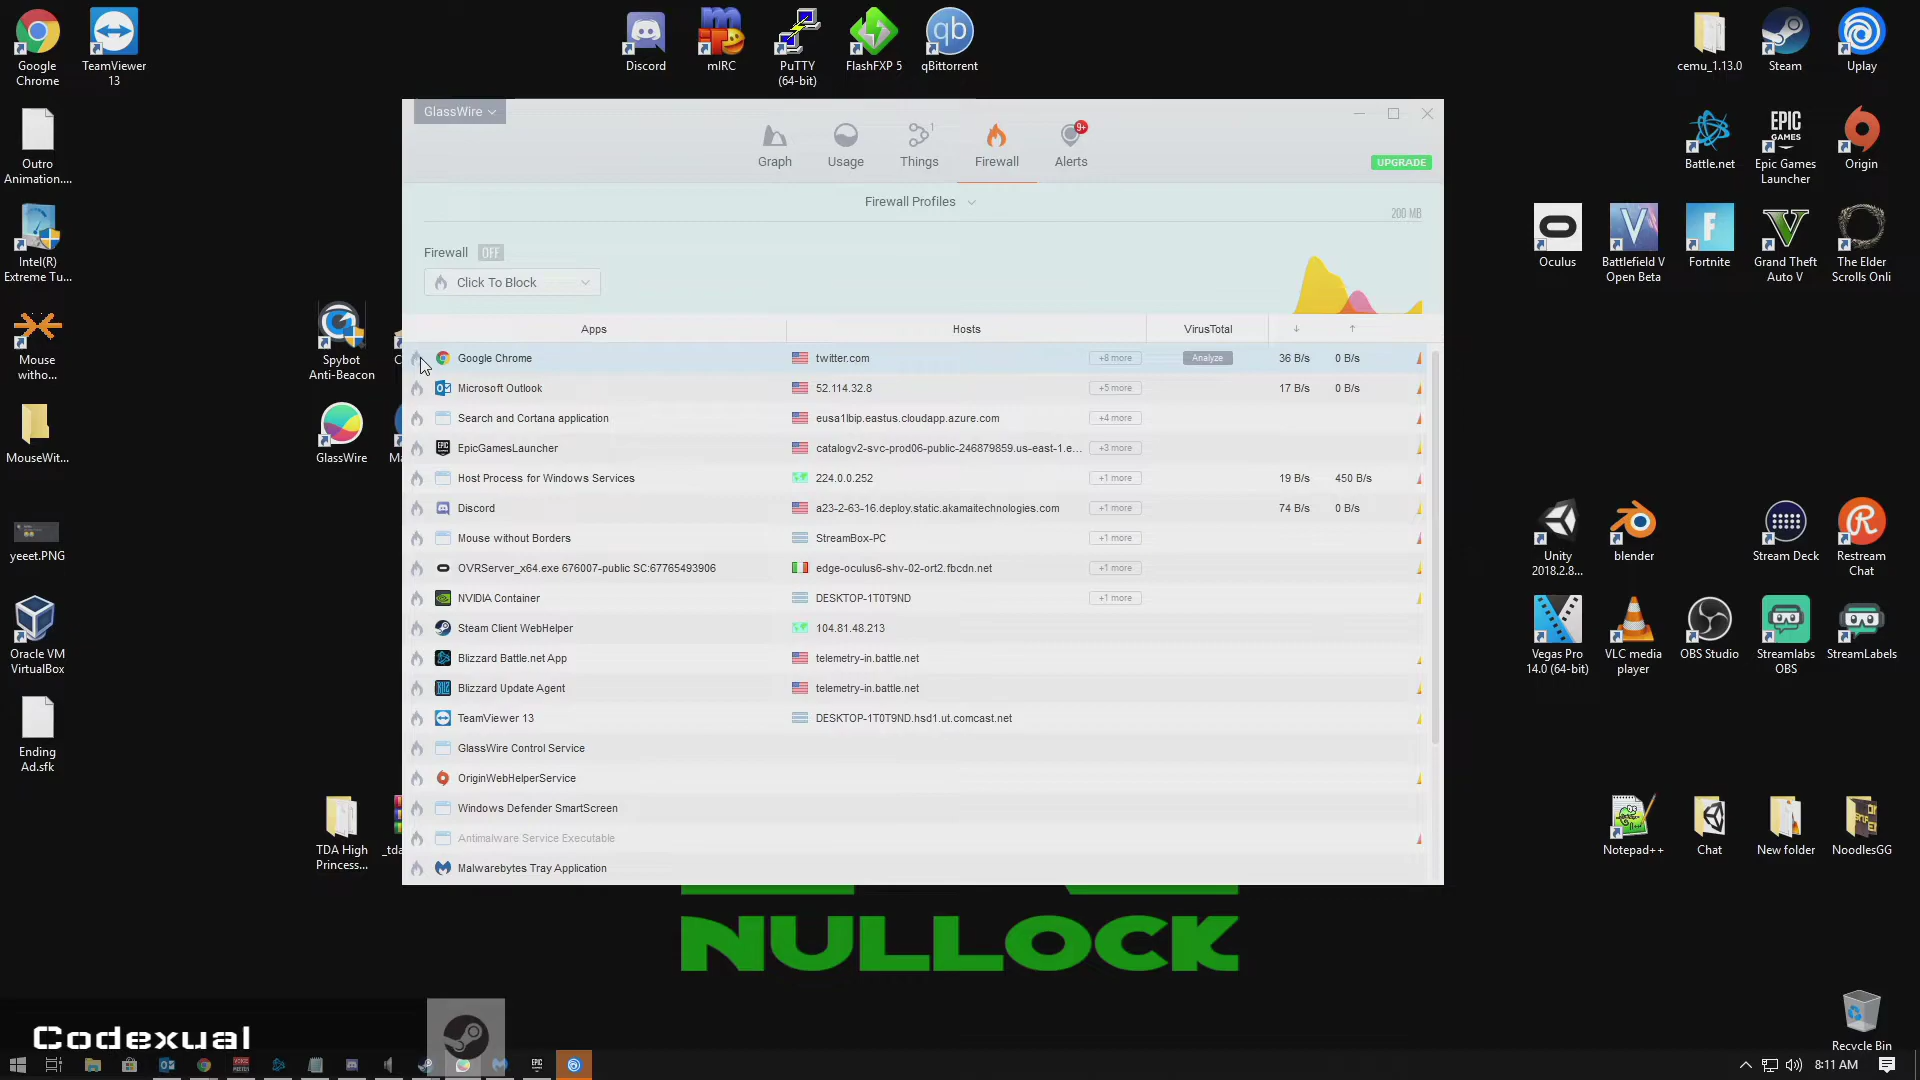 Google
Chrome
TeamViewer
13
Discord
mIRC
PuTTY
(64-bit)
FlashFXP 5
qBittorrent
cemu_1.13.0
Steam
Uplay
Outro
Animation....
Battle.net
Epic Games
Launcher
Origin
Intel(R)
Extreme Tu...
Oculus
Battlefield V
Open Beta
Fortnite
Grand Theft
Auto V
The Elder
Scrolls Onli
Mouse
witho...
Spybot
Anti-Beacon
MouseWit...
GlassWire
yeeet.PNG
Unity
2018.2.8...
blender
Stream Deck
Restream
Chat
Oracle VM
VirtualBox
Vegas Pro
14.0 (64-bit)
VLC media
player
OBS Studio
Streamlabs
OBS
StreamLabels
Ending
Ad.sfk
TDA High
Princess...
_tda
Notepad++
Chat
New folder
NoodlesGG
GlassWire
Graph
Usage
Things
1
Firewall
Alerts
9+
UPGRADE
Firewall Profiles
200 MB
Firewall OFF
Click To Block
Apps Hosts VirusTotal ↓ ↑
Google Chrome twitter.com +8 more Analyze 36 B/s 0 B/s
Microsoft Outlook 52.114.32.8 +5 more 17 B/s 0 B/s
Search and Cortana application eusa1lbip.eastus.cloudapp.azure.com +4 more
EpicGamesLauncher catalogv2-svc-prod06-public-246879859.us-east-1.e... +3 more
Host Process for Windows Services 224.0.0.252 +1 more 19 B/s 450 B/s
Discord a23-2-63-16.deploy.static.akamaitechnologies.com +1 more 74 B/s 0 B/s
Mouse without Borders StreamBox-PC +1 more
OVRServer_x64.exe 676007-public SC:67765493906 edge-oculus6-shv-02-ort2.fbcdn.net +1 more
NVIDIA Container DESKTOP-1T0T9ND +1 more
Steam Client WebHelper 104.81.48.213
Blizzard Battle.net App telemetry-in.battle.net
Blizzard Update Agent telemetry-in.battle.net
TeamViewer 13 DESKTOP-1T0T9ND.hsd1.ut.comcast.net
GlassWire Control Service
OriginWebHelperService
Windows Defender SmartScreen
Antimalware Service Executable
Malwarebytes Tray Application
NULLOCK
Codexual
Recycle Bin
8:11 AM